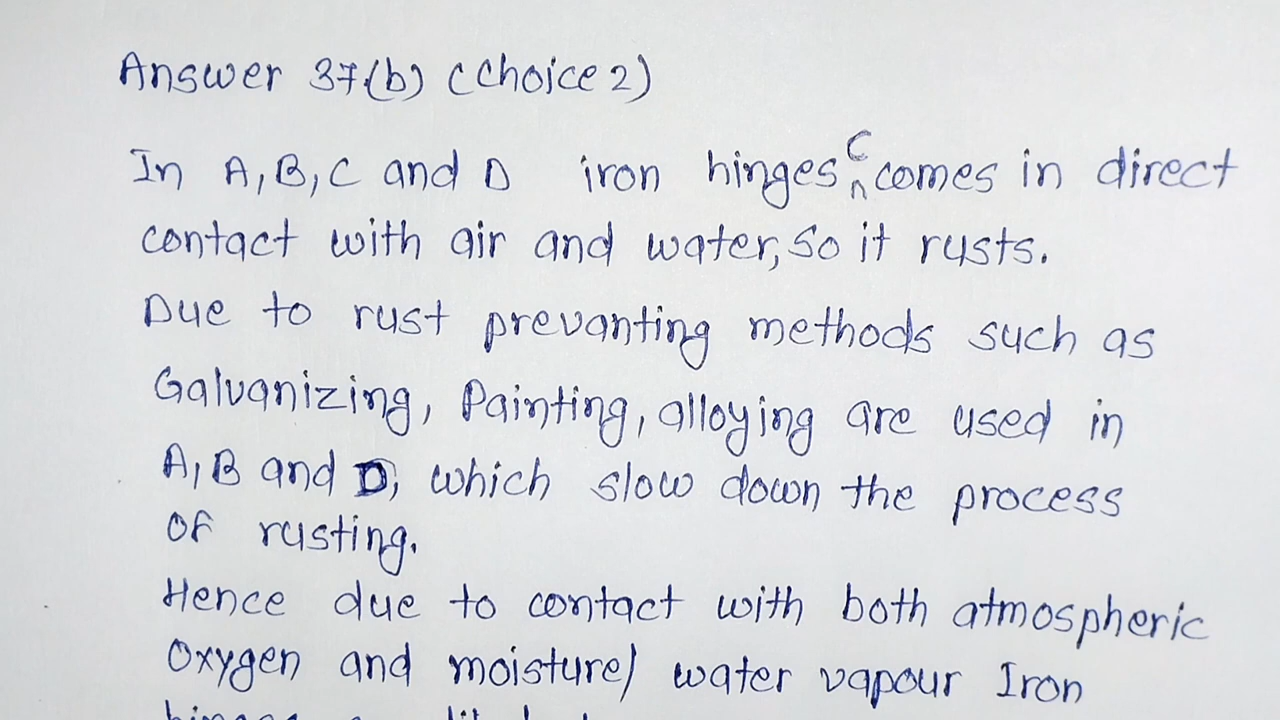 Answer 37(b) (Choice 2)
In A, B, C and D iron hinges C comes in direct
n
contact with air and water, so it rusts.
Due to rust prevanting methods such as
Galvanizing, Painting, alloying are used in
A, B and D, which slow down the process
of rusting.
Hence due to contact with both atmospheric
Oxygen and moisture/ water vapour Iron